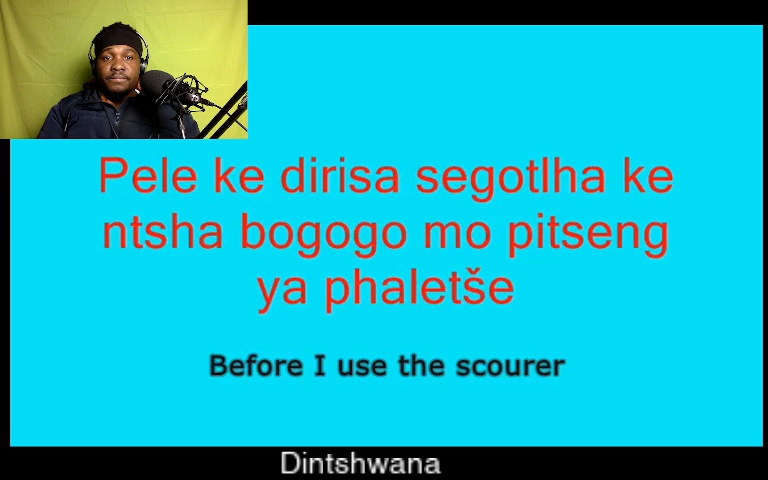 Pele ke dirisa segotlha ke
ntsha bogogo mo pitseng
ya phaletše
Before I use the scourer
Dintshwana